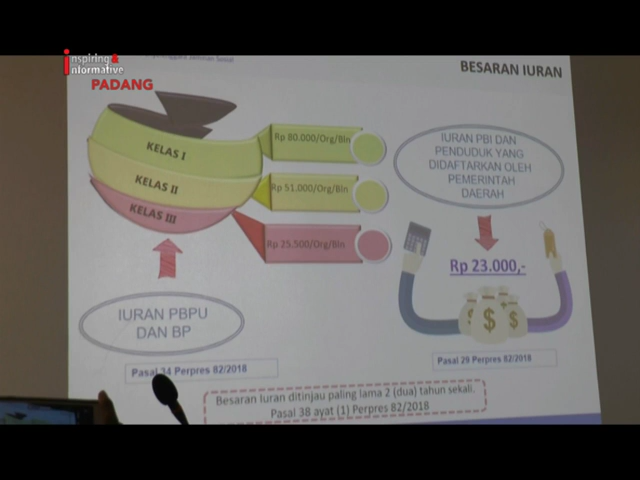 Inspiring &
Informative
PADANG
Jaminan Sosial
BESARAN IURAN
KELAS I
KELAS II
KELAS III
Rp 80.000/Org/Bln
Rp 51.000/Org/Bln
Rp 25.500/Org/Bln
IURAN PBPU
DAN BP
Pasal 34 Perpres 82/2018
IURAN PBI DAN
PENDUDUK YANG
DIDAFTARKAN OLEH
PEMERINTAH
DAERAH
Rp 23.000,-
$ $ $
Pasal 29 Perpres 82/2018
Besaran Iuran ditinjau paling lama 2 (dua) tahun sekali.
Pasal 38 ayat (1) Perpres 82/2018